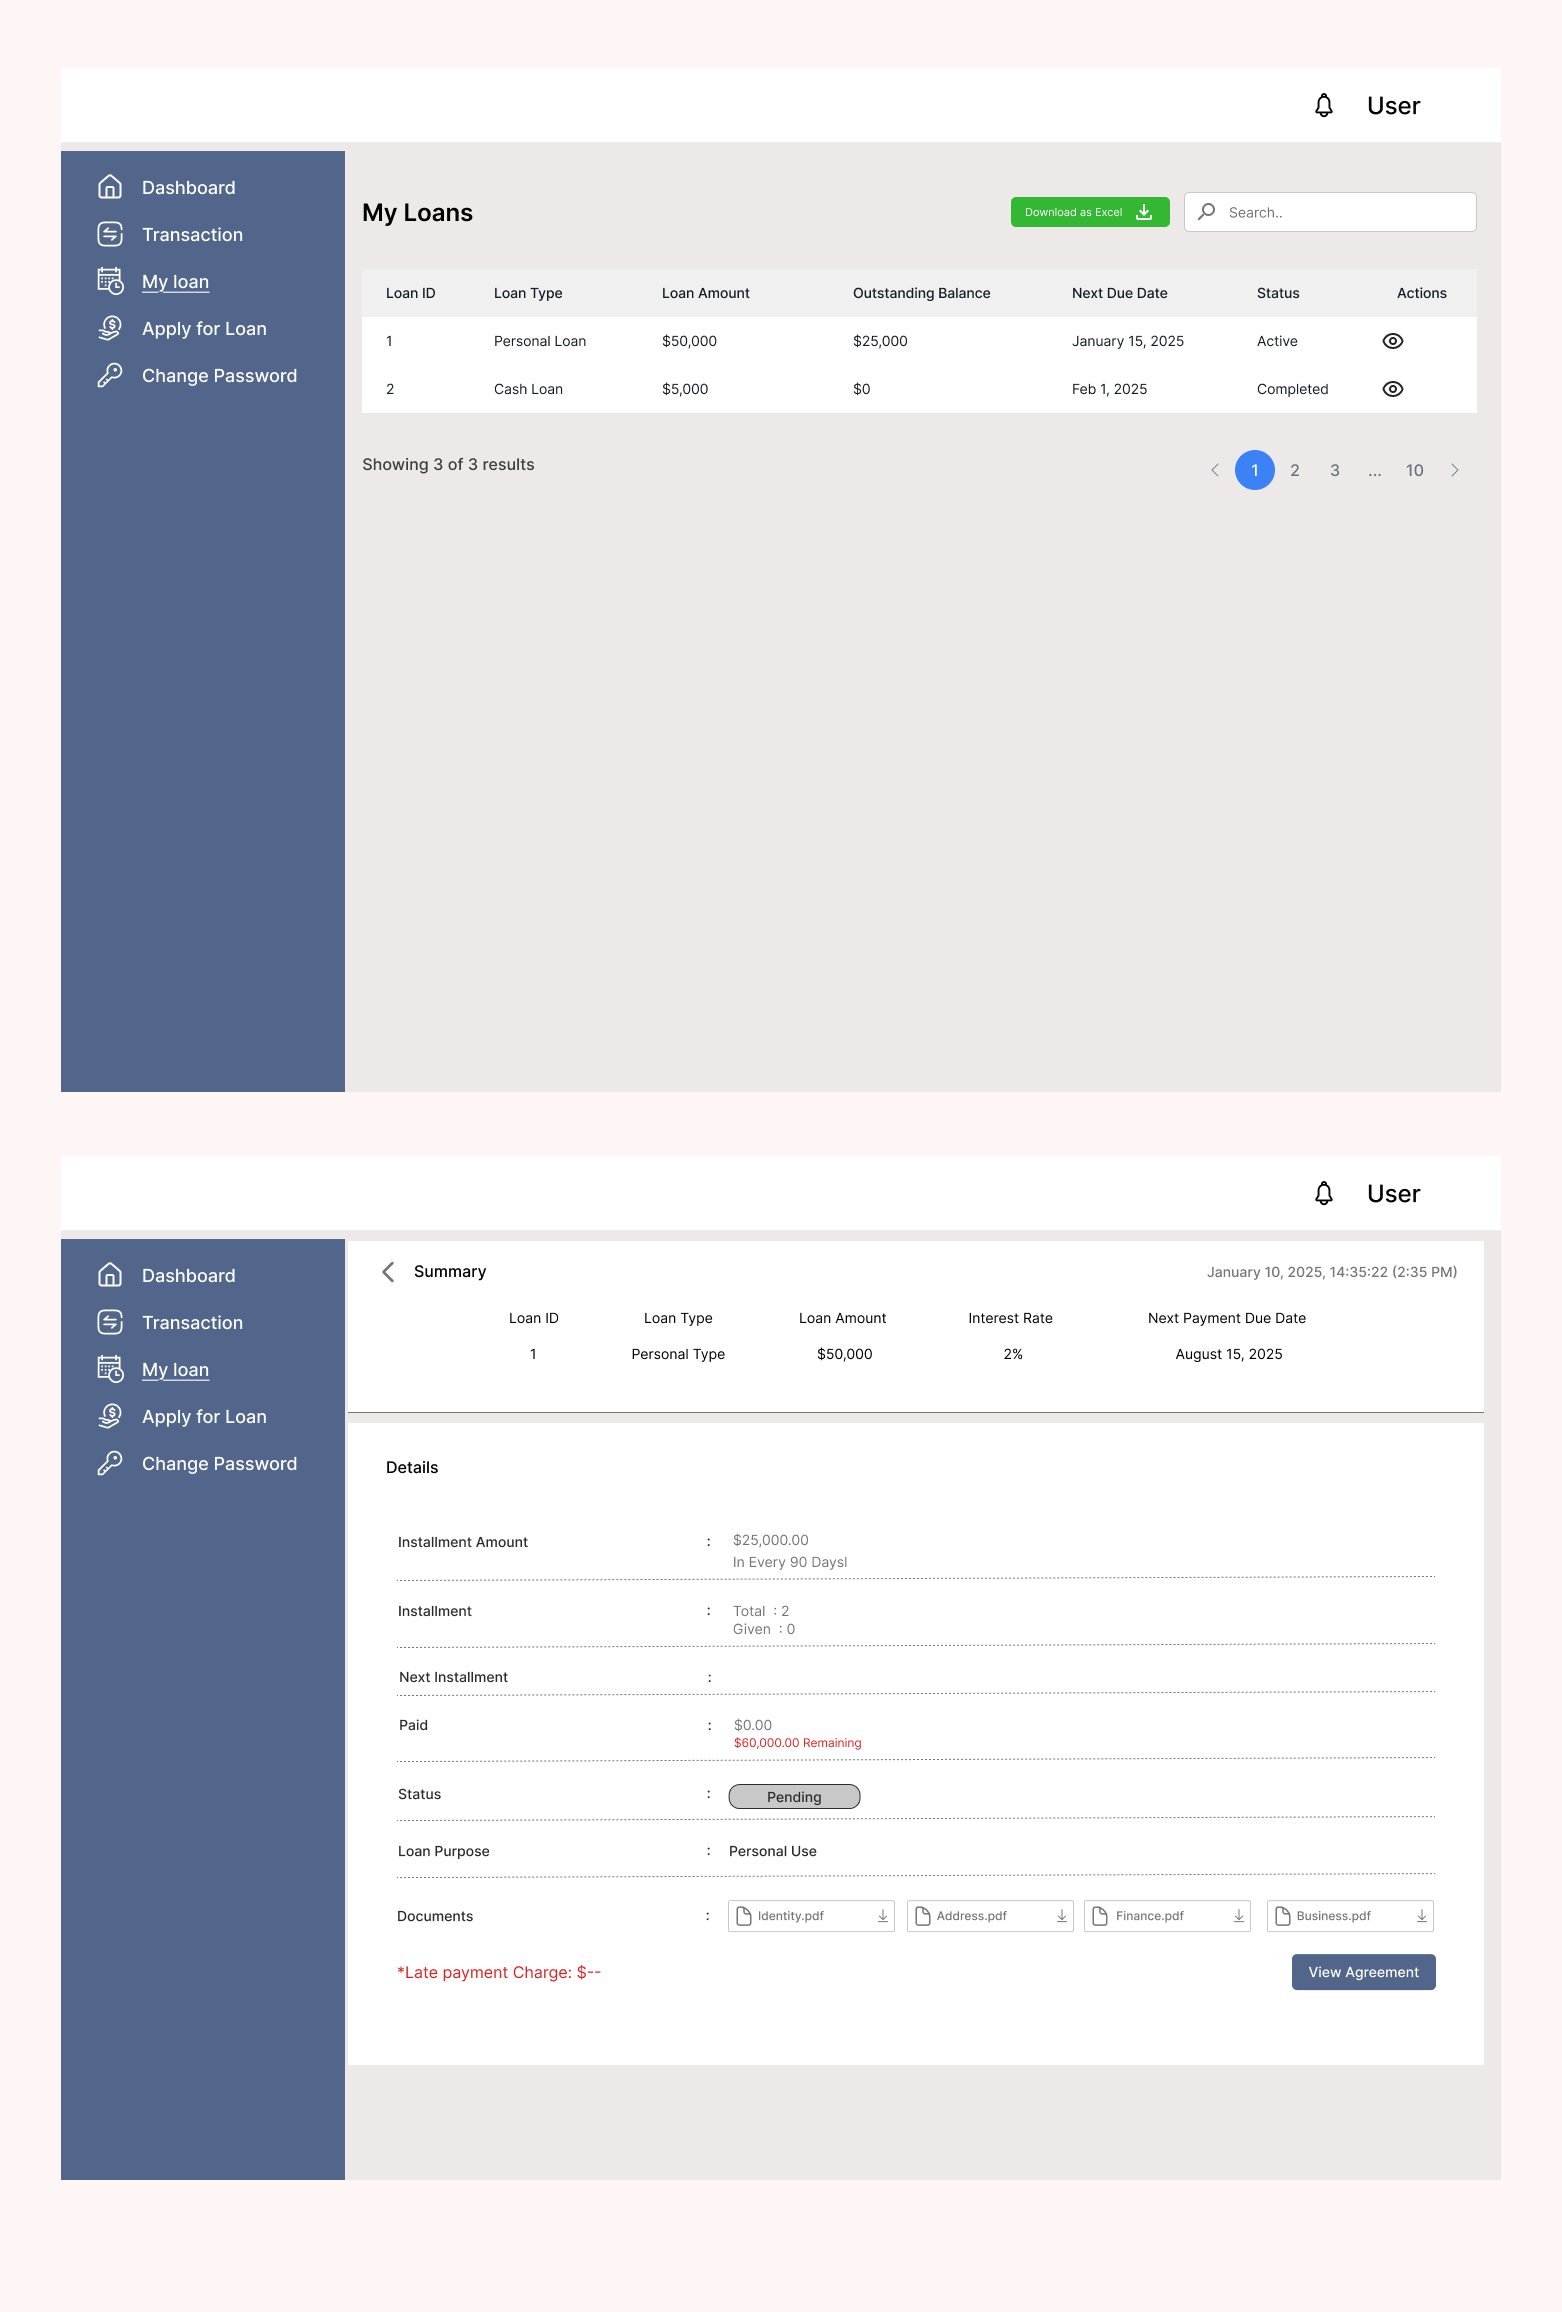 User
Dashboard
Transaction
My loan
Apply for Loan
Change Password
My Loans
Download as Excel
Search..
Loan ID Loan Type Loan Amount Outstanding Balance Next Due Date Status Actions
1 Personal Loan $50,000 $25,000 January 15, 2025 Active
2 Cash Loan $5,000 $0 Feb 1, 2025 Completed
Showing 3 of 3 results
1 2 3 ... 10
User
Dashboard
Transaction
My loan
Apply for Loan
Change Password
Summary
January 10, 2025, 14:35:22 (2:35 PM)
Loan ID Loan Type Loan Amount Interest Rate Next Payment Due Date
1 Personal Type $50,000 2% August 15, 2025
Details
Installment Amount : $25,000.00
In Every 90 Daysl
Installment : Total : 2
Given : 0
Next Installment :
Paid : $0.00
$60,000.00 Remaining
Status : Pending
Loan Purpose : Personal Use
Documents : Identity.pdf Address.pdf Finance.pdf Business.pdf
*Late payment Charge: $--
View Agreement